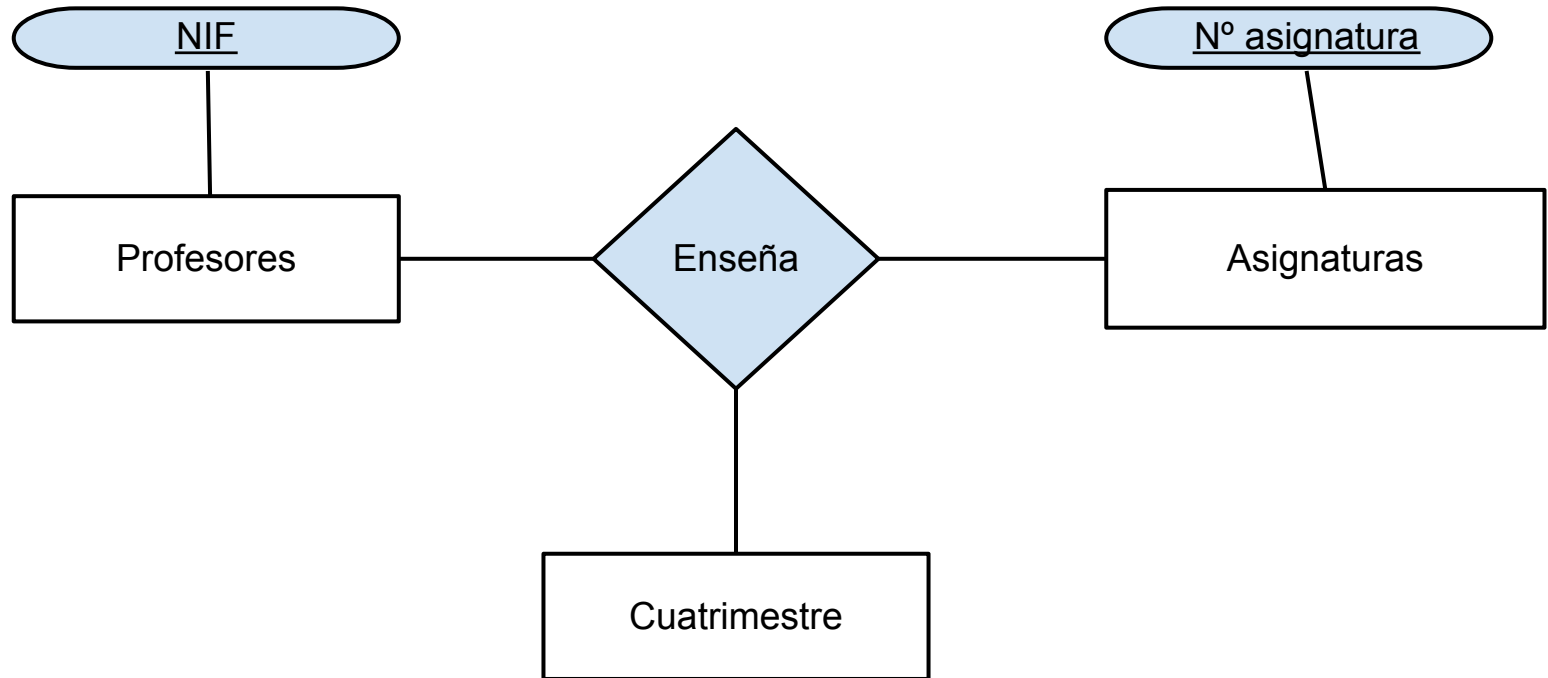 NIF
Nº asignatura
Profesores
Enseña
Asignaturas
Cuatrimestre